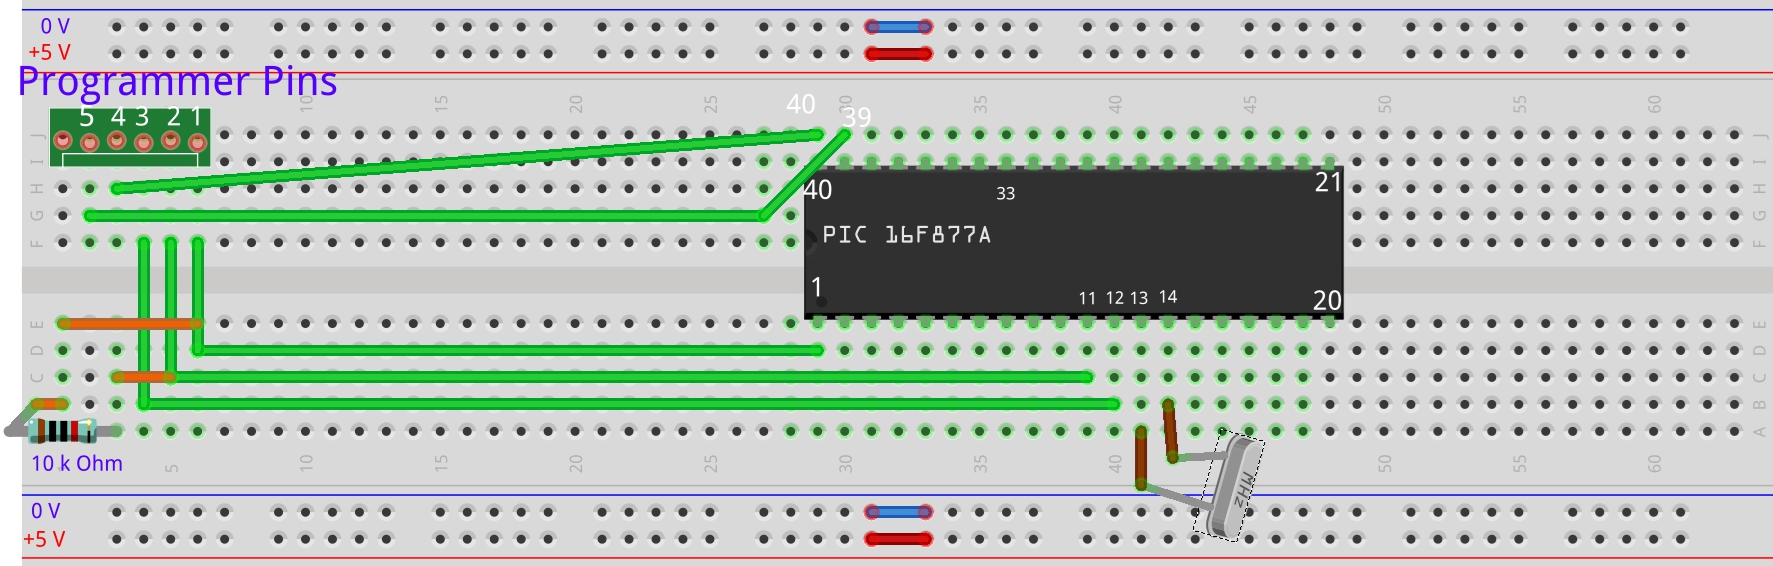 0 V
+5 V
Programmer Pins
5 4 3 2 1
10 15 20 25 30 35 40 45 50 55 60
40 39
J J
I I
H H
G G
F F
40 33 21
PIC 16F877A
1 11 12 13 14 20
E E
D D
C C
B B
A A
10 k Ohm
5 10 15 20 25 30 35 40 45 50 55 60
MHz
0 V
+5 V